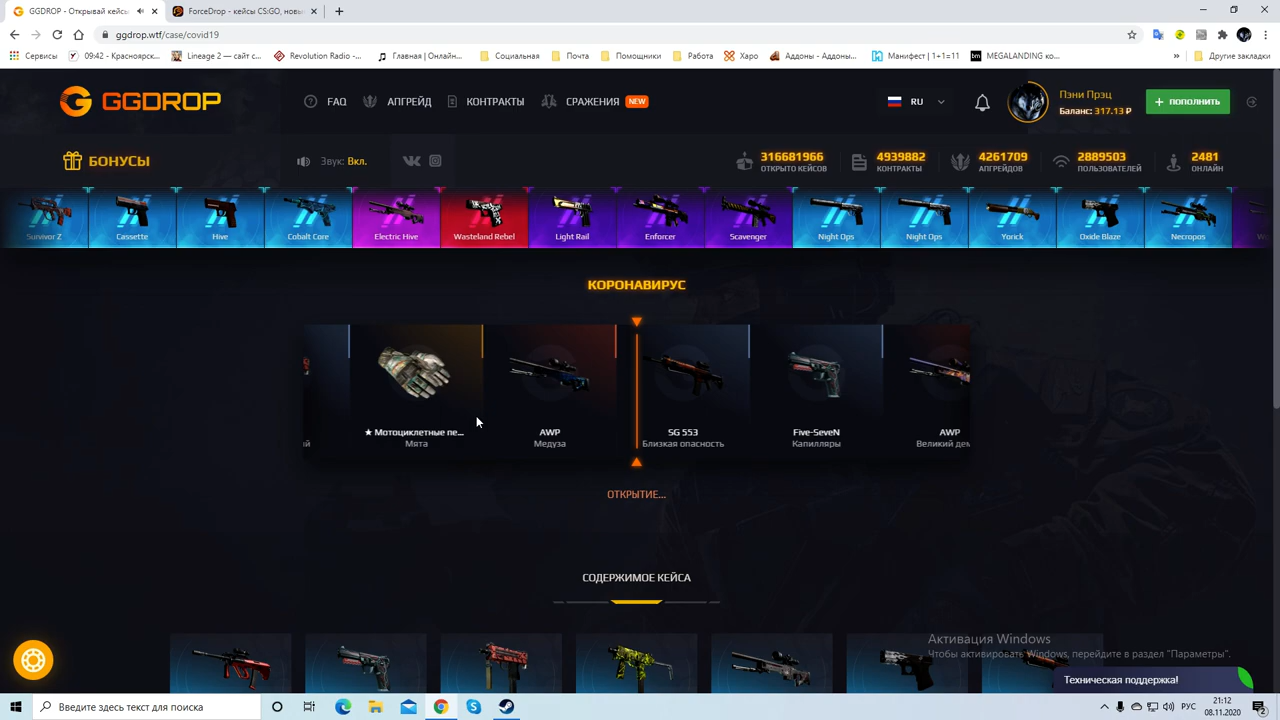 GGDROP - Открывай кейсы
ForceDrop - кейсы CS:GO, новы
ggdrop.wtf/case/covid19
Сервисы
09:42 - Красноярск...
Lineage 2 — сайт с...
Revolution Radio -...
Главная | Онлайн...
Социальная
Почта
Помощники
Работа
Харо
Аддоны - Аддоны...
Манифест | 1+1=11
MEGALANDING ко...
»
Другие закладки
GGDROP
FAQ
АПГРЕЙД
КОНТРАКТЫ
СРАЖЕНИЯ NEW
RU
Пэни Прэц
Баланс: 317.13 ₽
+ ПОПОЛНИТЬ
БОНУСЫ
Звук: Вкл.
316681966
ОТКРЫТО КЕЙСОВ
4939882
КОНТРАКТЫ
4261709
АПГРЕЙДОВ
2889503
ПОЛЬЗОВАТЕЛЕЙ
2481
ОНЛАЙН
Survivor Z
Cassette
Hive
Cobalt Core
Electric Hive
Wasteland Rebel
Light Rail
Enforcer
Scavenger
Night Ops
Night Ops
Yorick
Oxide Blaze
Necropos
КОРОНАВИРУС
★ Мотоциклетные пе...
Мята
AWP
Медуза
SG 553
Близкая опасность
Five-SeveN
Капилляры
AWP
Великий дем
ОТКРЫТИЕ...
СОДЕРЖИМОЕ КЕЙСА
Активация Windows
Чтобы активировать Windows, перейдите в раздел "Параметры".
Техническая поддержка!
Введите здесь текст для поиска
РУС
21:12
08.11.2020
2